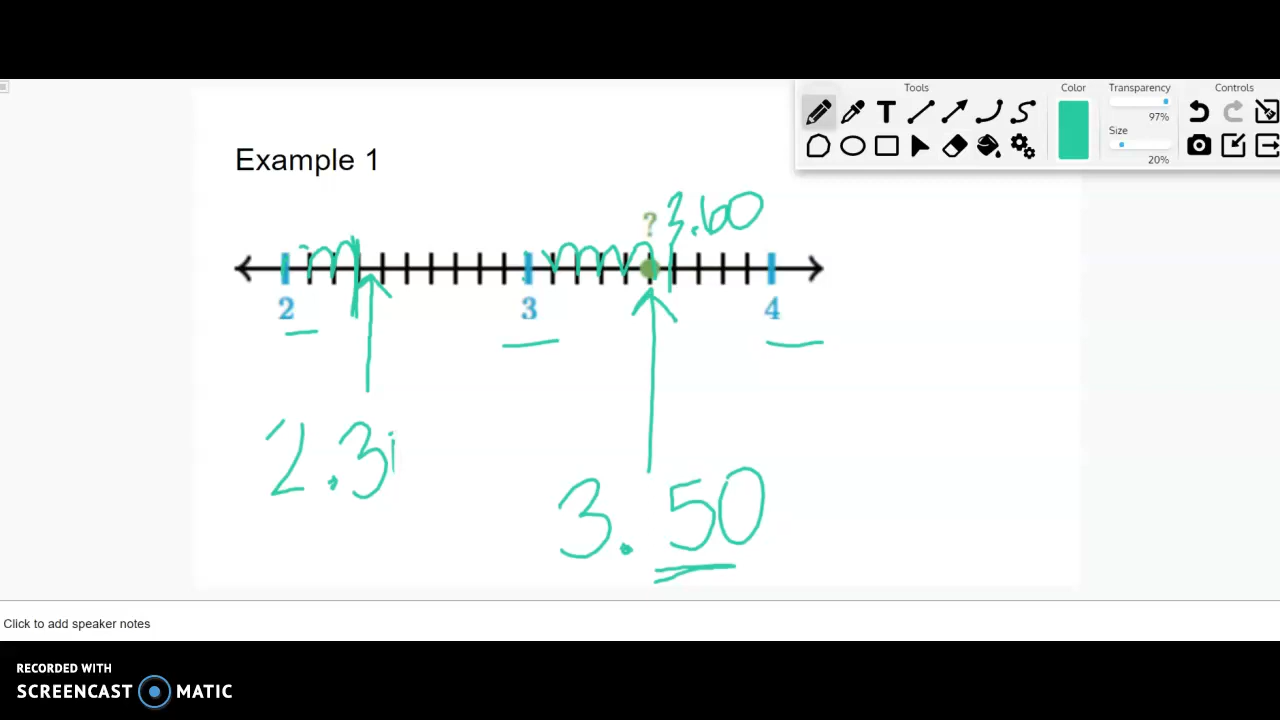 Tools
Color
Transparency
Controls
97%
Size
20%
T
Example 1
? 3.60
2 3 4
2.3
3.50
Click to add speaker notes
RECORDED WITH
SCREENCAST MATIC